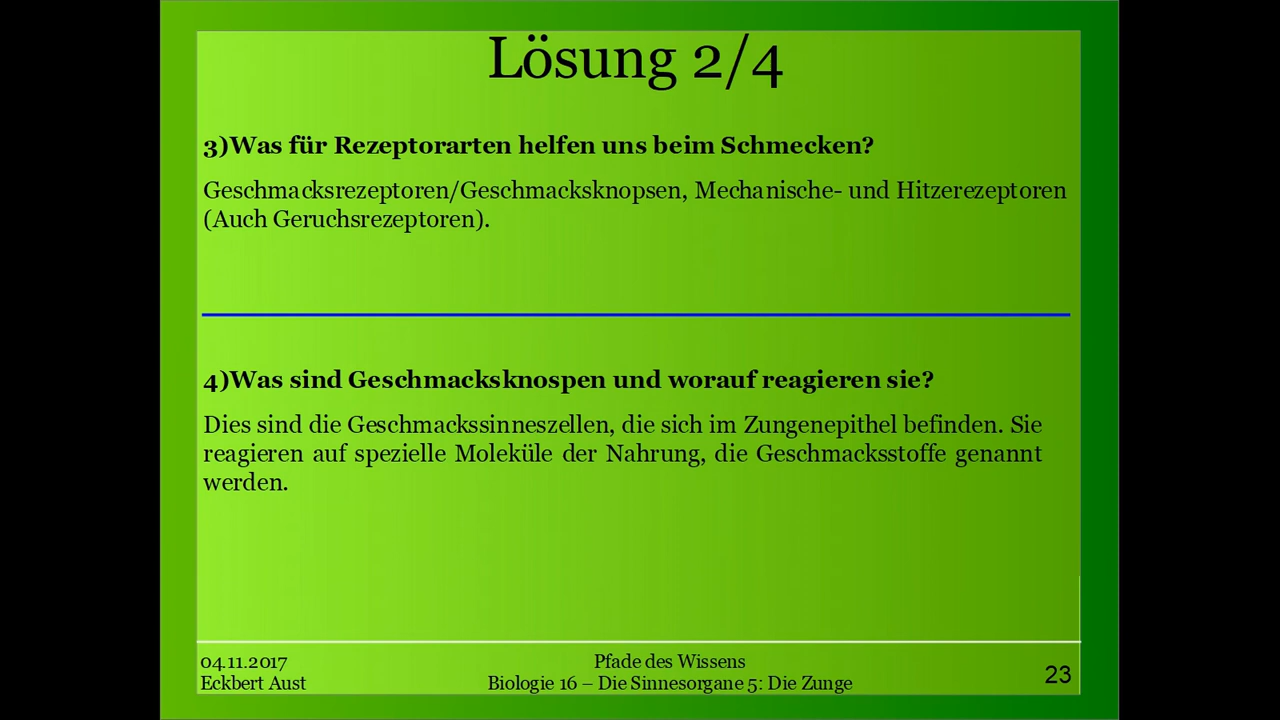 Lösung 2/4
3)Was für Rezeptorarten helfen uns beim Schmecken?
Geschmacksrezeptoren/Geschmacksknopsen, Mechanische- und Hitzerezeptoren
(Auch Geruchsrezeptoren).
4)Was sind Geschmacksknospen und worauf reagieren sie?
Dies sind die Geschmackssinneszellen, die sich im Zungenepithel befinden. Sie
reagieren auf spezielle Moleküle der Nahrung, die Geschmacksstoffe genannt
werden.
04.11.2017
Eckbert Aust
Pfade des Wissens
Biologie 16 – Die Sinnesorgane 5: Die Zunge
23